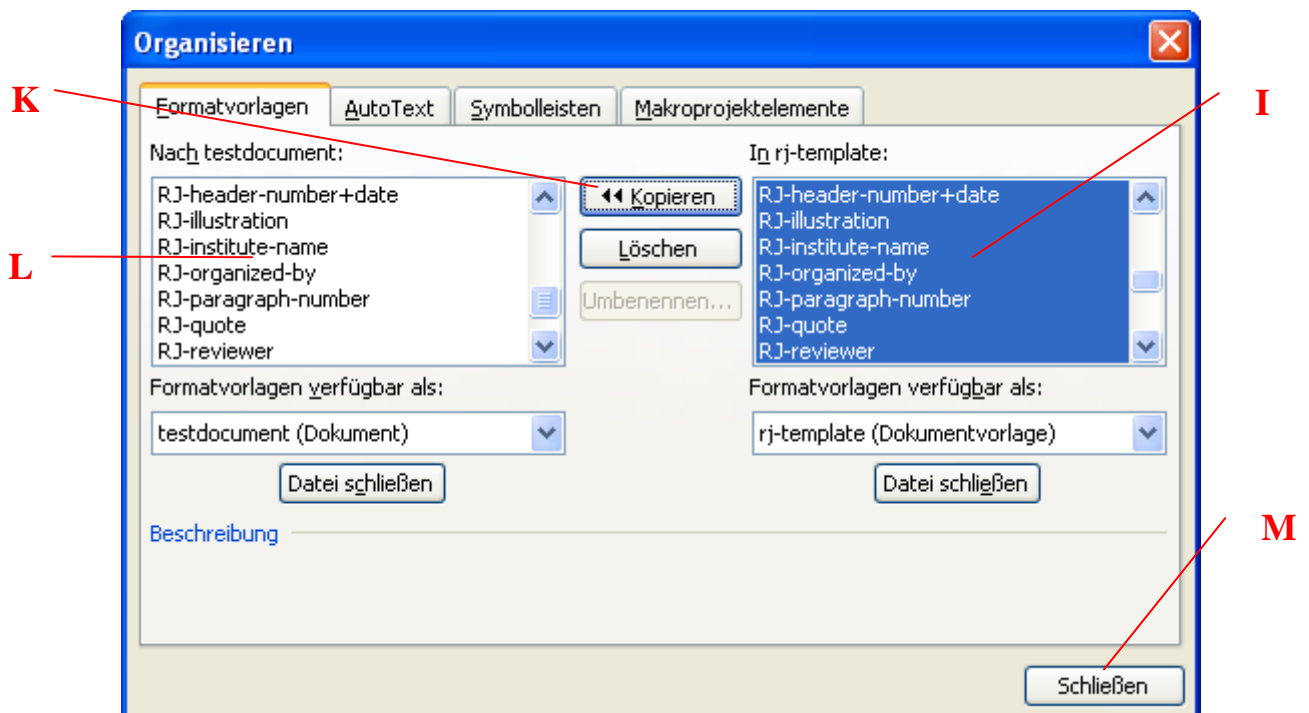 Organisieren
K
I
Formatvorlagen AutoText Symbolleisten Makroprojektelemente
Nach testdocument:
In rj-template:
RJ-header-number+date
RJ-illustration
RJ-institute-name
RJ-organized-by
RJ-paragraph-number
RJ-quote
RJ-reviewer
L
Kopieren
Löschen
Umbenennen...
RJ-header-number+date
RJ-illustration
RJ-institute-name
RJ-organized-by
RJ-paragraph-number
RJ-quote
RJ-reviewer
Formatvorlagen verfügbar als:
testdocument (Dokument)
Datei schließen
Formatvorlagen verfügbar als:
rj-template (Dokumentvorlage)
Datei schließen
Beschreibung
M
Schließen